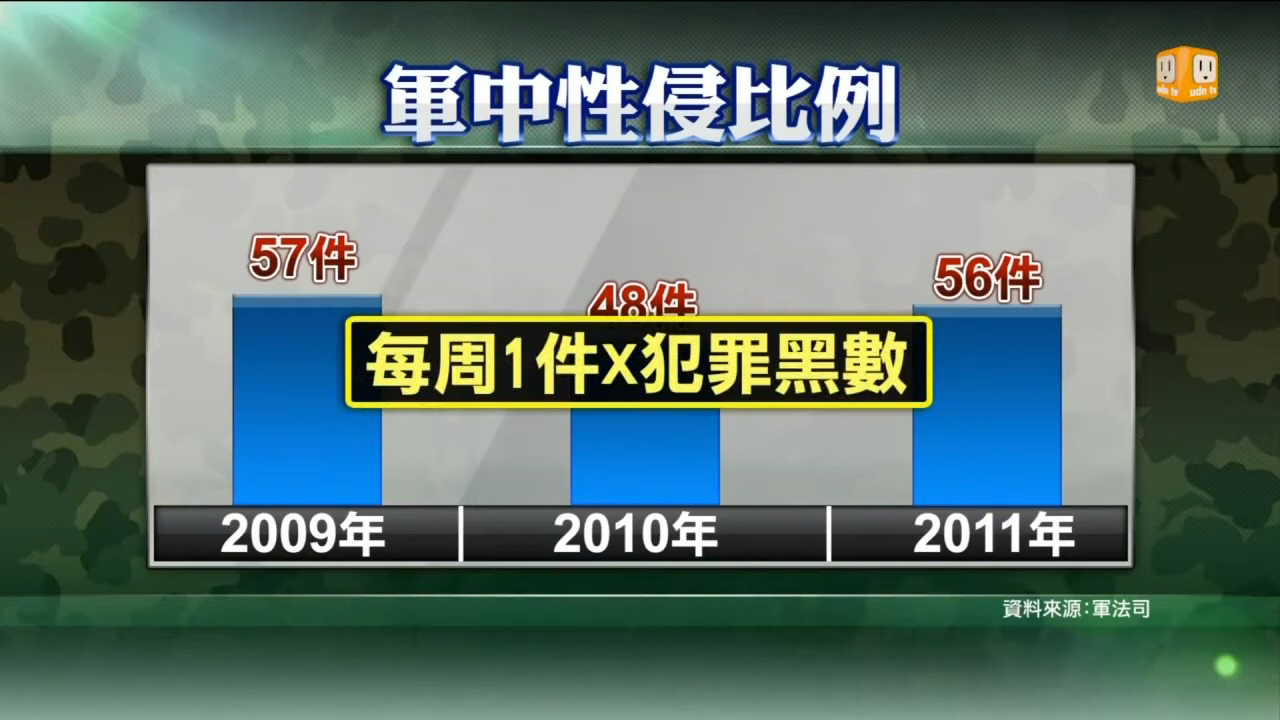 軍中性侵比例
udn tv
udn tv
57件
48件
56件
每周1件X犯罪黑數
2009年
2010年
2011年
資料來源:軍法司